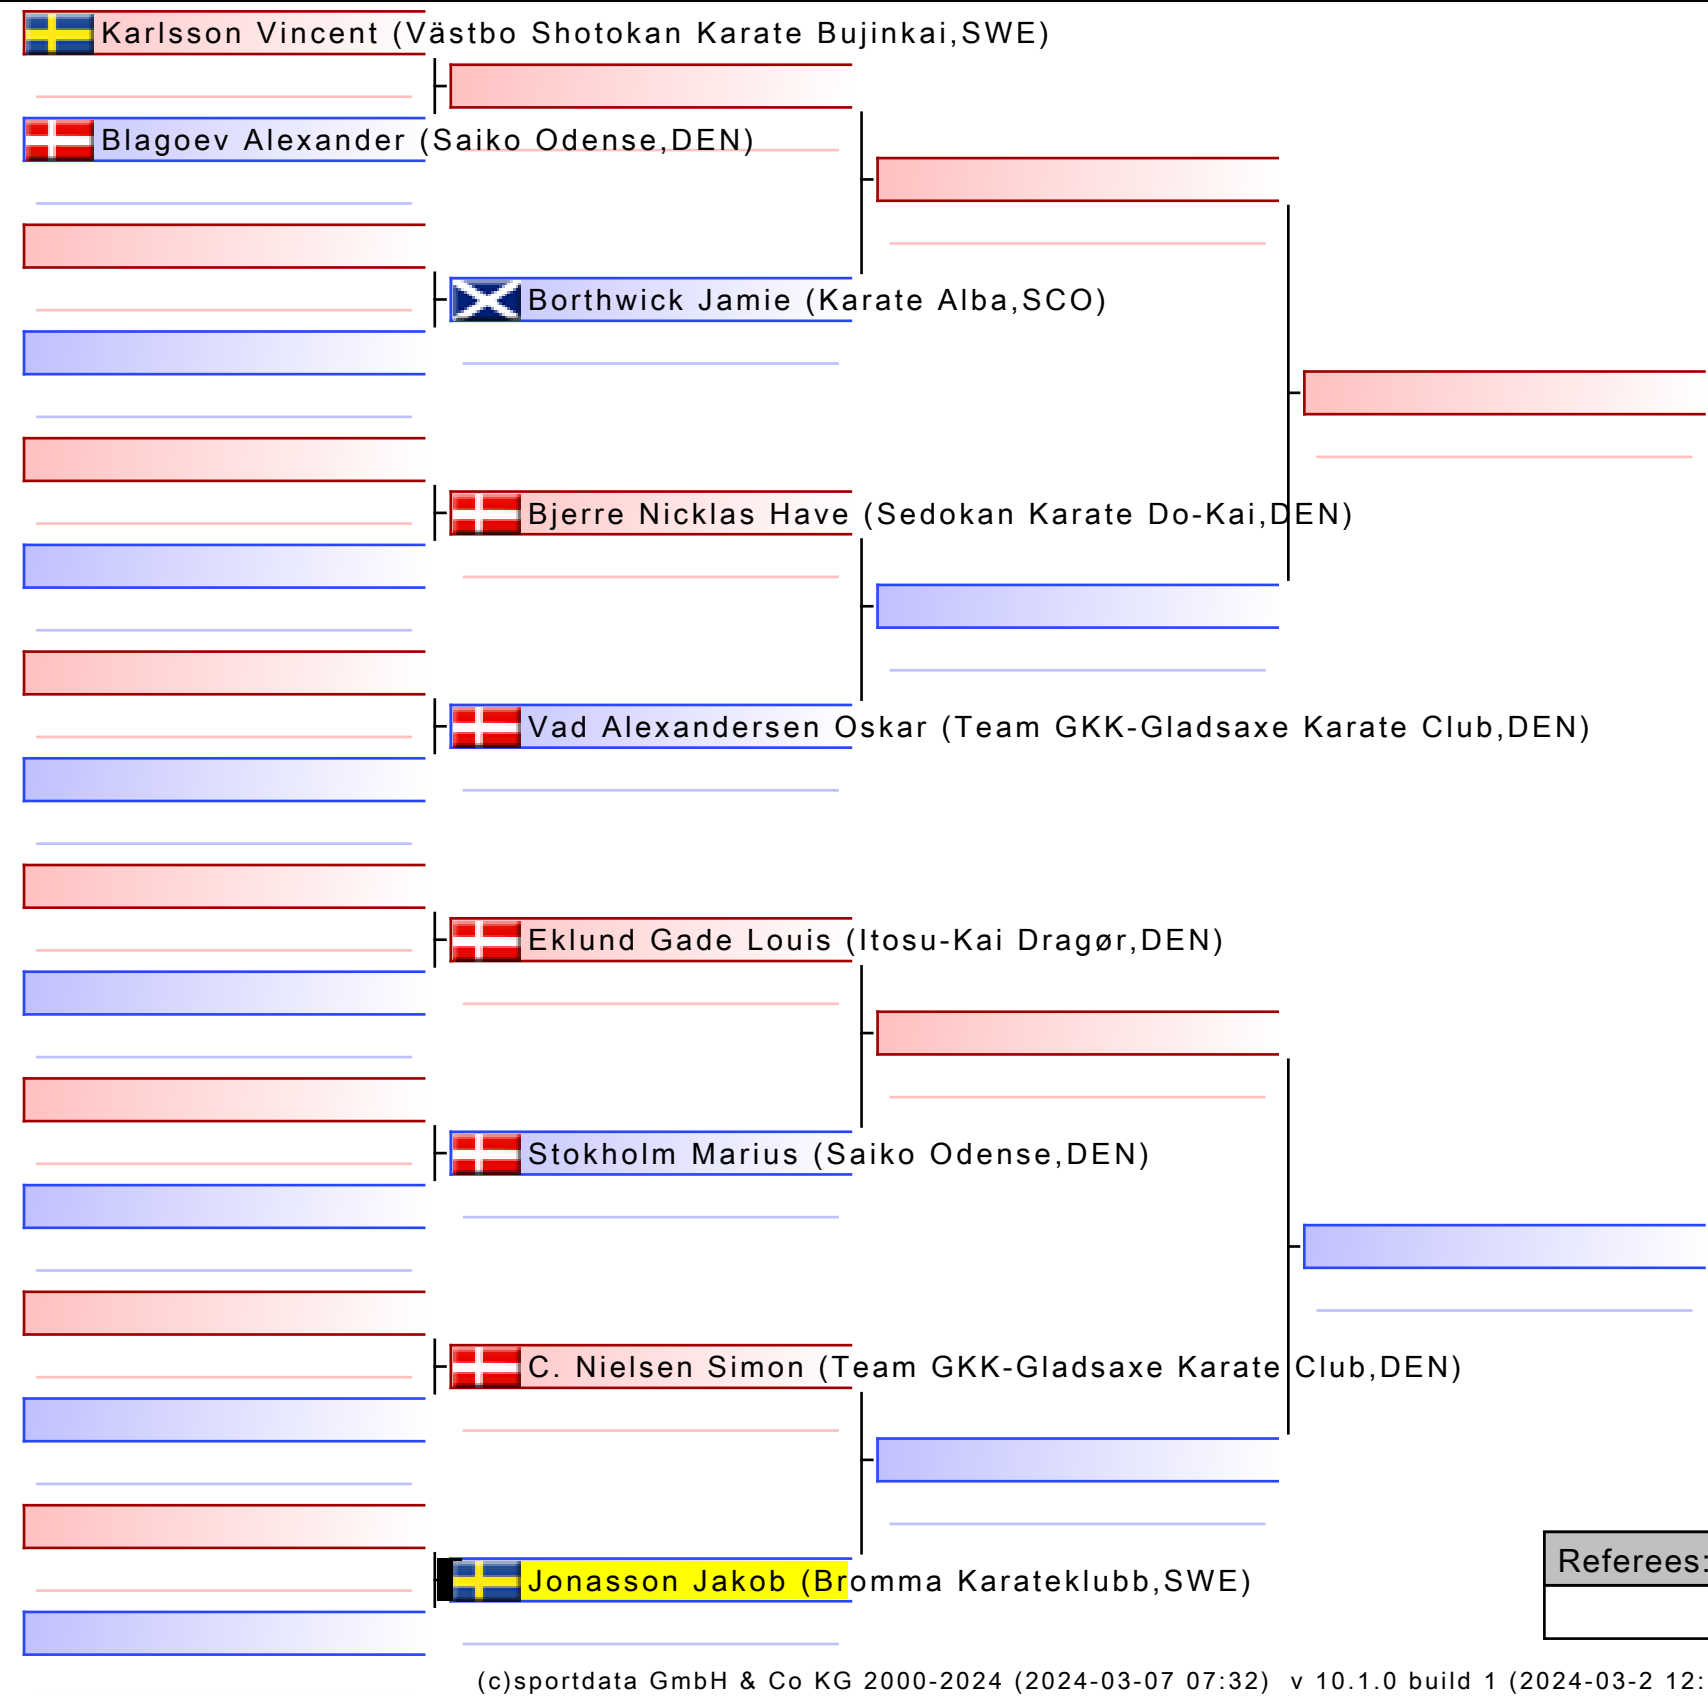 Karlsson Vincent (Västbo Shotokan Karate Bujinkai,SWE)
Blagoev Alexander (Saiko Odense,DEN)
Borthwick Jamie (Karate Alba,SCO)
Bjerre Nicklas Have (Sedokan Karate Do-Kai,DEN)
Vad Alexandersen Oskar (Team GKK-Gladsaxe Karate Club,DEN)
Eklund Gade Louis (Itosu-Kai Dragør,DEN)
Stokholm Marius (Saiko Odense,DEN)
C. Nielsen Simon (Team GKK-Gladsaxe Karate Club,DEN)
Jonasson Jakob (Bromma Karateklubb,SWE)
Referees:
(c)sportdata GmbH & Co KG 2000-2024 (2024-03-07 07:32) v 10.1.0 build 1 (2024-03-2 12: